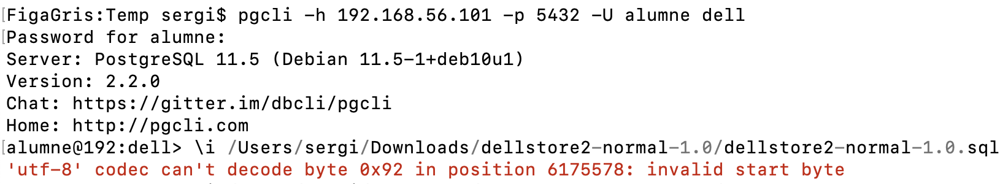 [FigaGris:Temp sergi$ pgcli -h 192.168.56.101 -p 5432 -U alumne dell
[Password for alumne:
Server: PostgreSQL 11.5 (Debian 11.5-1+deb10u1)
Version: 2.2.0
Chat: https://gitter.im/dbcli/pgcli
Home: http://pgcli.com
[alumne@192:dell> \i /Users/sergi/Downloads/dellstore2-normal-1.0/dellstore2-normal-1.0.sql
'utf-8' codec can't decode byte 0x92 in position 6175578: invalid start byte